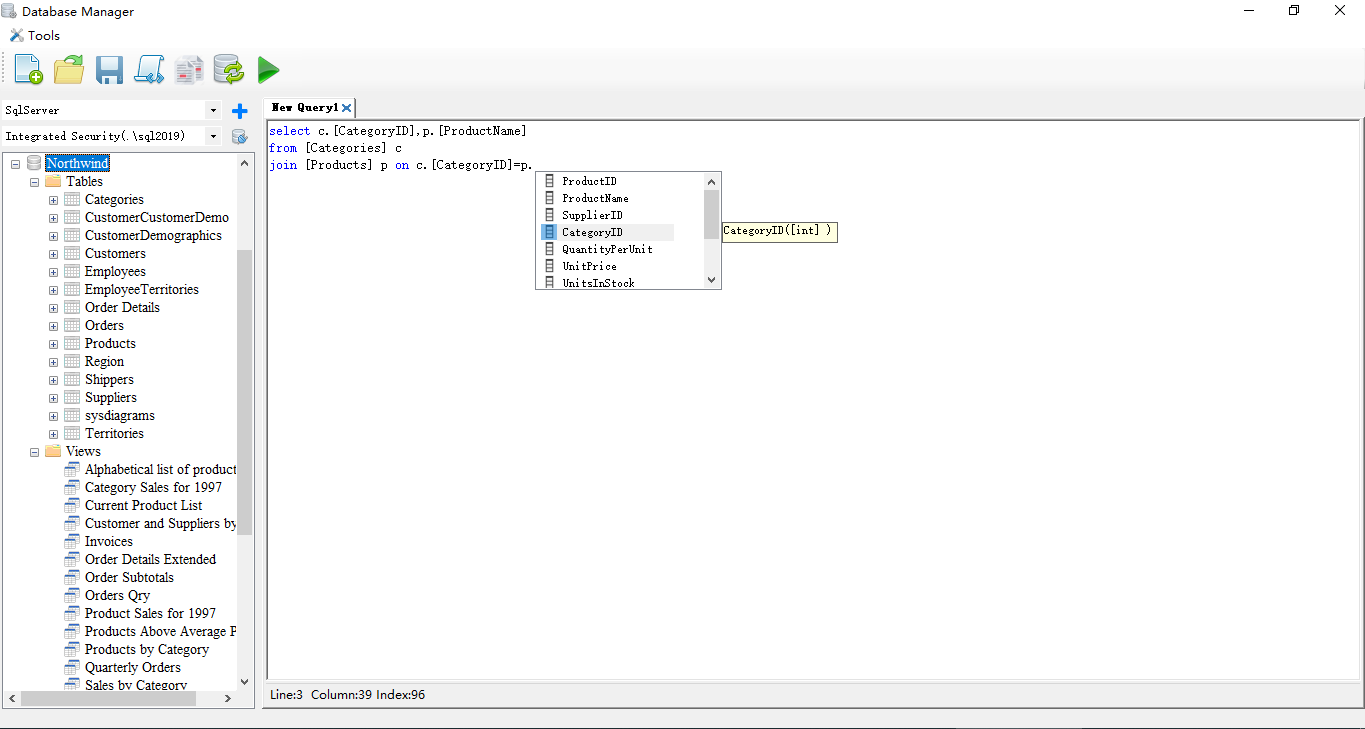 Database Manager
Tools
SqlServer
Integrated Security(.\sql2019)
Northwind
Tables
Categories
CustomerCustomerDemo
CustomerDemographics
Customers
Employees
EmployeeTerritories
Order Details
Orders
Products
Region
Shippers
Suppliers
sysdiagrams
Territories
Views
Alphabetical list of product
Category Sales for 1997
Current Product List
Customer and Suppliers by
Invoices
Order Details Extended
Order Subtotals
Orders Qry
Product Sales for 1997
Products Above Average P
Products by Category
Quarterly Orders
Sales by Category
New Query1
select c.[CategoryID],p.[ProductName]
from [Categories] c
join [Products] p on c.[CategoryID]=p.
ProductID
ProductName
SupplierID
CategoryID
QuantityPerUnit
UnitPrice
UnitsInStock
CategoryID([int] )
Line:3 Column:39 Index:96